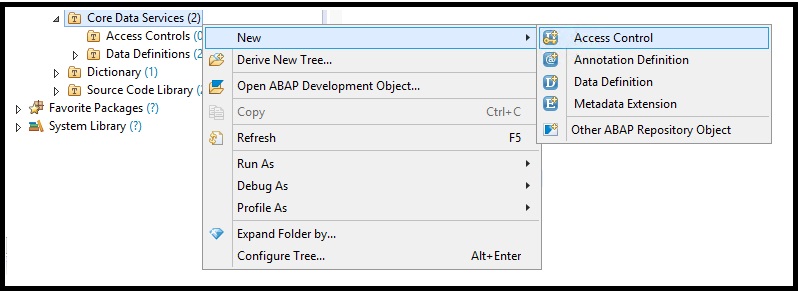 Core Data Services (2)
Access Controls (0
Data Definitions (2
Dictionary (1)
Source Code Library (2
Favorite Packages (?)
System Library (?)
New
Derive New Tree...
Open ABAP Development Object...
Copy Ctrl+C
Refresh F5
Run As
Debug As
Profile As
Expand Folder by...
Configure Tree... Alt+Enter
Access Control
Annotation Definition
Data Definition
Metadata Extension
Other ABAP Repository Object